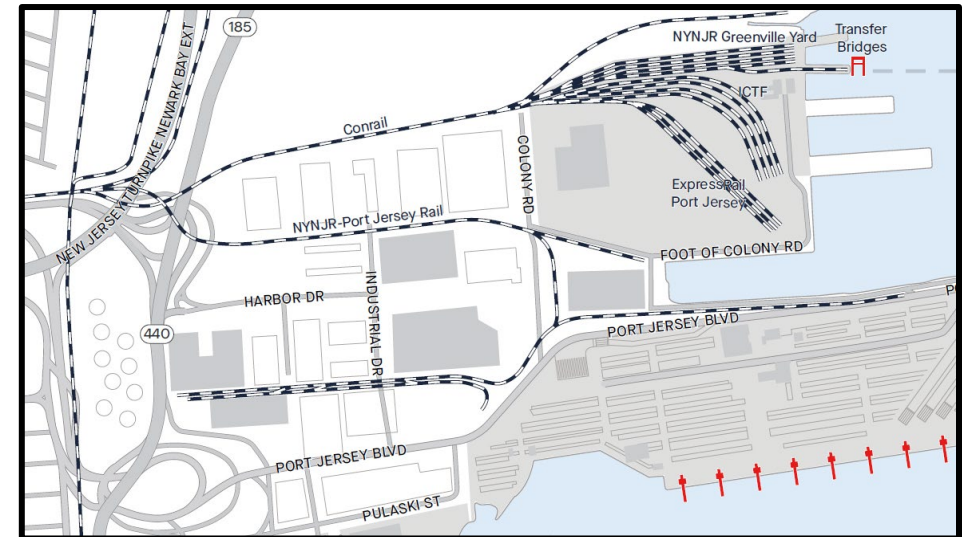 185
NYNJR Greenville Yard
Transfer
Bridges
NEW JERSEY TURNPIKE NEWARK BAY EXT
ICTF
Conrail
COLONY RD
ExpressRail
Port Jersey
NYNJR-Port Jersey Rail
FOOT OF COLONY RD
HARBOR DR
INDUSTRIAL DR
440
PORT JERSEY BLVD
PORT JERSEY BLVD
PULASKI ST